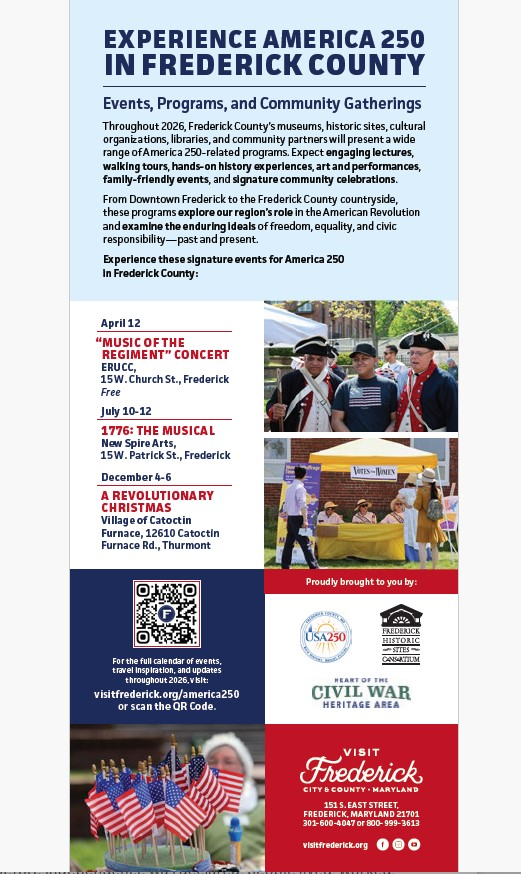 EXPERIENCE AMERICA 250
IN FREDERICK COUNTY
Events, Programs, and Community Gatherings
Throughout 2026, Frederick County's museums, historic sites, cultural
organizations, libraries, and community partners will present a wide
range of America 250-related programs. Expect engaging lectures,
walking tours, hands-on history experiences, art and performances,
family-friendly events, and signature community celebrations.
From Downtown Frederick to the Frederick County countryside,
these programs explore our region's role in the American Revolution
and examine the enduring ideals of freedom, equality, and civic
responsibility—past and present.
Experience these signature events for America 250
in Frederick County:
April 12
"MUSIC OF THE
REGIMENT" CONCERT
ERUCC,
15 W. Church St., Frederick
Free
July 10-12
1776: THE MUSICAL
New Spire Arts,
15 W. Patrick St., Frederick
December 4-6
A REVOLUTIONARY
CHRISTMAS
Village of Catoctin
Furnace, 12610 Catoctin
Furnace Rd., Thurmont
VOTES for WOMEN
F
For the full calendar of events,
travel inspiration, and updates
throughout 2026, visit:
visitfrederick.org/america250
or scan the QR Code.
Proudly brought to you by:
FREDERICK COUNTY, MD
USA250
FREDERICK
HISTORIC
SITES
CONSORTIUM
HEART OF THE
CIVIL WAR
HERITAGE AREA
VISIT
Frederick
CITY & COUNTY • MARYLAND
151 S. EAST STREET,
FREDERICK, MARYLAND 21701
301-600-4047 or 800-999-3613
visitfrederick.org